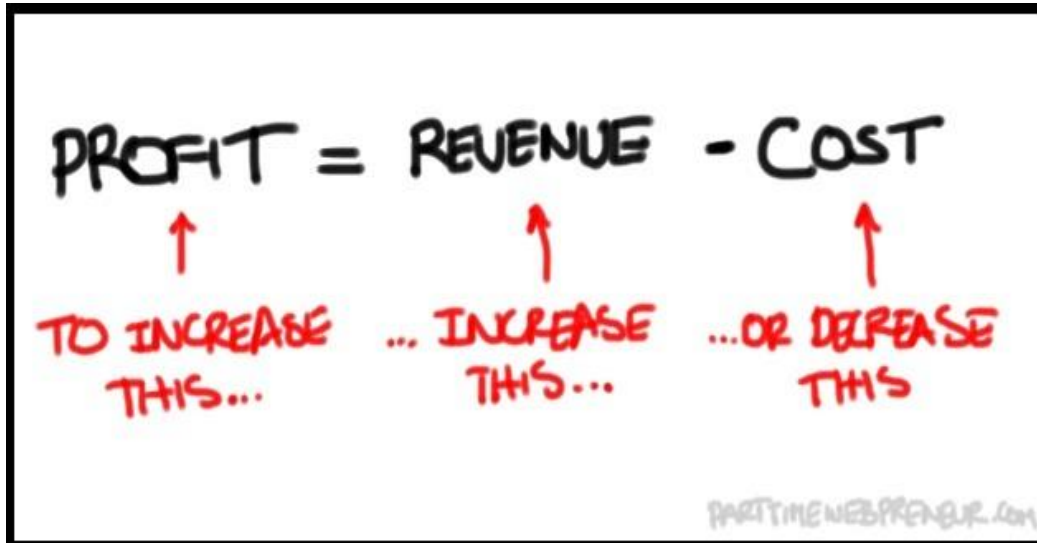 PROFIT = REVENUE - COST
TO INCREASE THIS...
... INCREASE THIS...
...OR DECREASE THIS
PARTTIMEWEBPRENEUR.COM